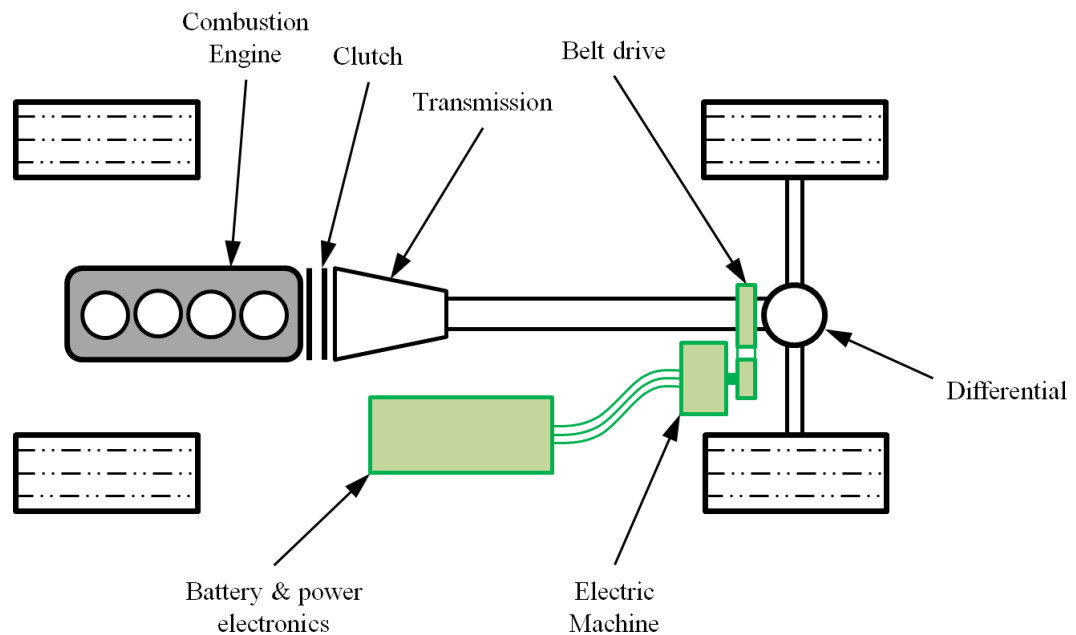 Combustion
Engine
Clutch
Belt drive
Transmission
Differential
Battery & power
electronics
Electric
Machine